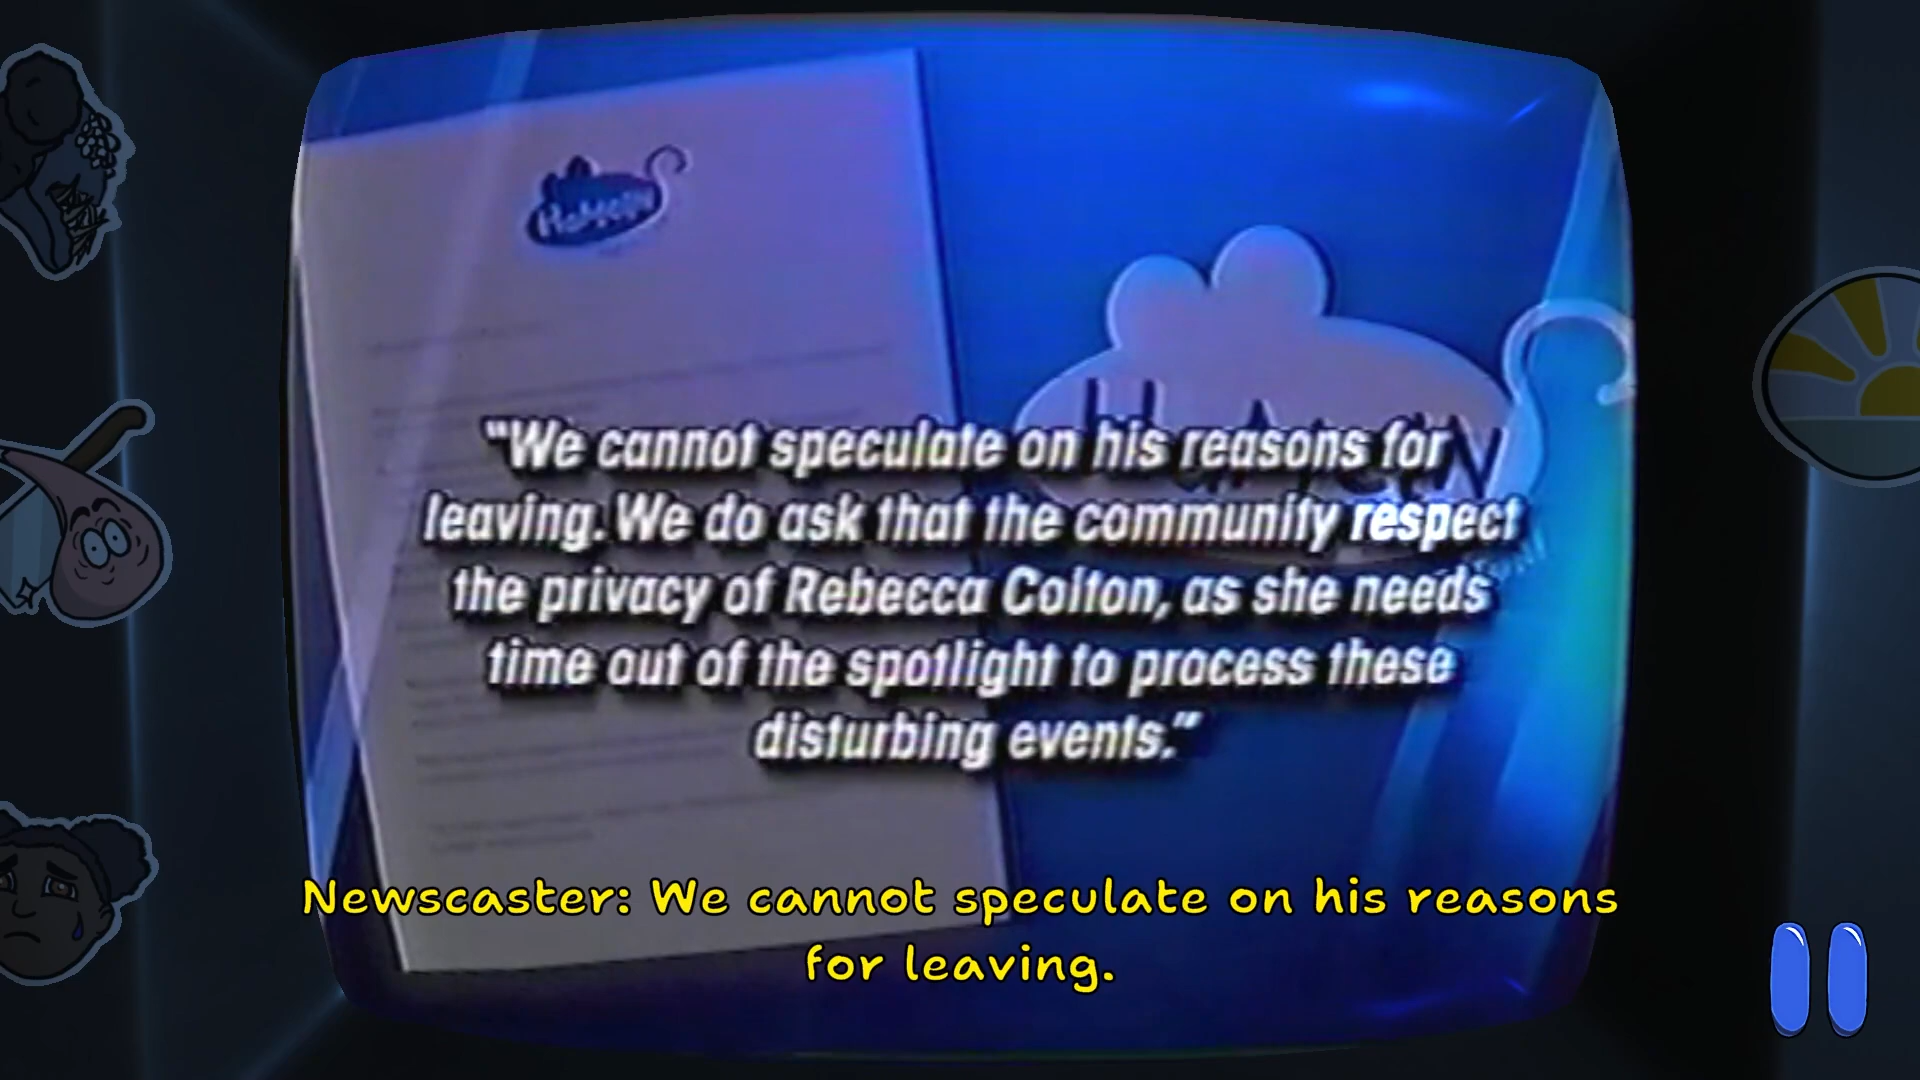 Hameln
"We cannot speculate on his reasons for
leaving. We do ask that the community respect
the privacy of Rebecca Colton, as she needs
time out of the spotlight to process these
disturbing events."
Newscaster: We cannot speculate on his reasons
for leaving.